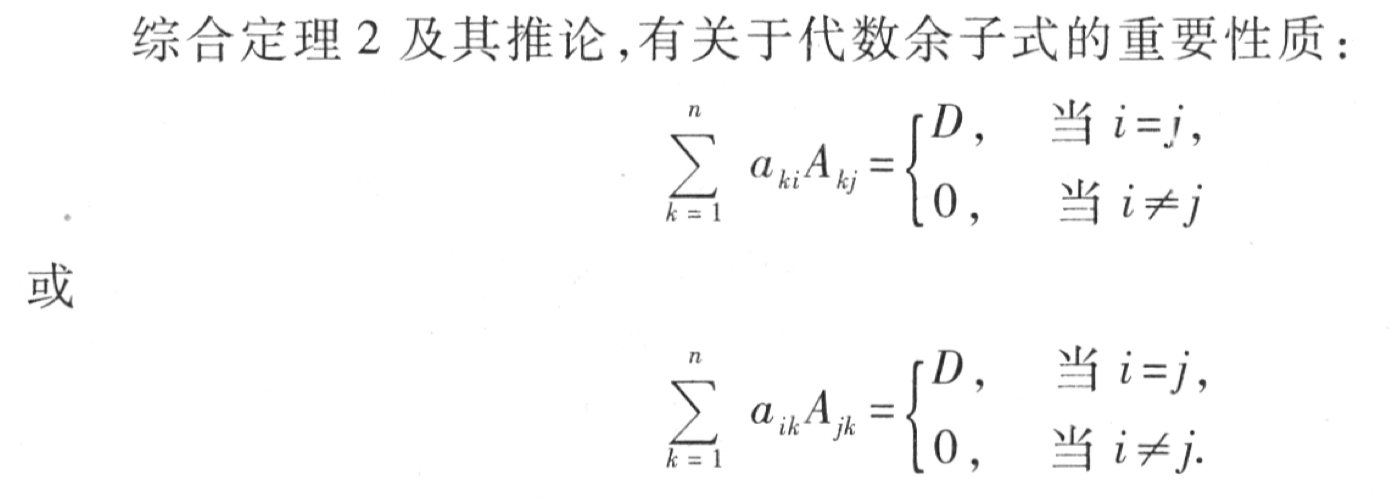 综合定理 2 及其推论,有关于代数余子式的重要性质:
$$\sum_{k=1}^{n} a_{ki}A_{kj}=\begin{cases}D, & 当\ i=j,\\ 0, & 当\ i\neq j\end{cases}$$
或
$$\sum_{k=1}^{n} a_{ik}A_{jk}=\begin{cases}D, & 当\ i=j,\\ 0, & 当\ i\neq j.\end{cases}$$